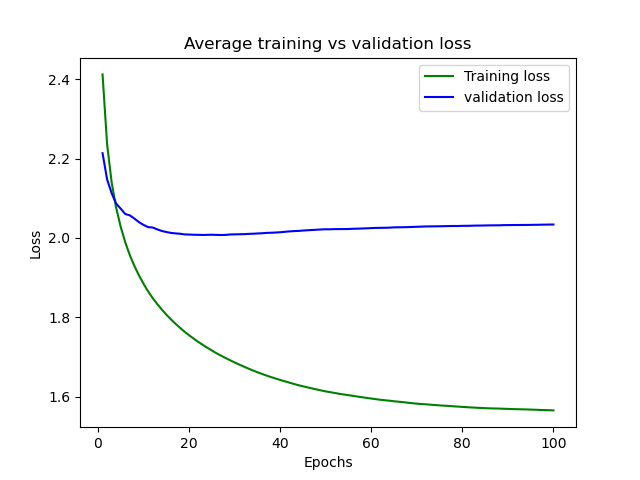 Average training vs validation loss
Training loss
validation loss
Loss
2.4
2.2
2.0
1.8
1.6
0 20 40 60 80 100
Epochs